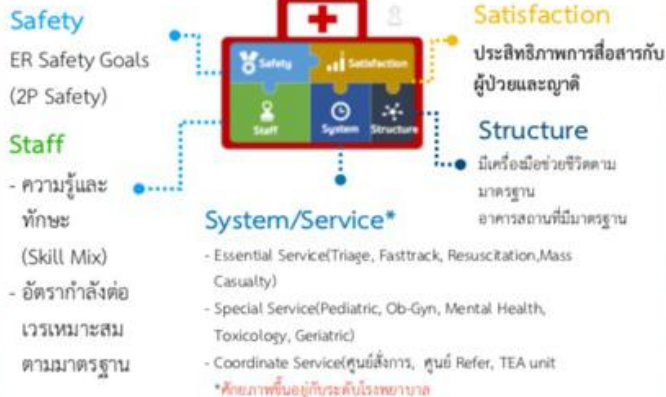 Safety
ER Safety Goals
(2P Safety)
Staff
- ความรู้และ
ทักษะ
(Skill Mix)
- อัตรากำลังต่อ
เวรเหมาะสม
ตามมาตรฐาน
Safety
Satisfaction
Staff
System
Structure
Satisfaction
ประสิทธิภาพการสื่อสารกับ
ผู้ป่วยและญาติ
Structure
มีเครื่องมือช่วยชีวิตตาม
มาตรฐาน
อาคารสถานที่มีมาตรฐาน
System/Service*
- Essential Service(Triage, Fasttrack, Resuscitation,Mass
Casualty)
- Special Service(Pediatric, Ob-Gyn, Mental Health,
Toxicology, Geriatric)
- Coordinate Service(ศูนย์สั่งการ, ศูนย์ Refer, TEA unit
*ศักยภาพขึ้นอยู่กับระดับโรงพยาบาล